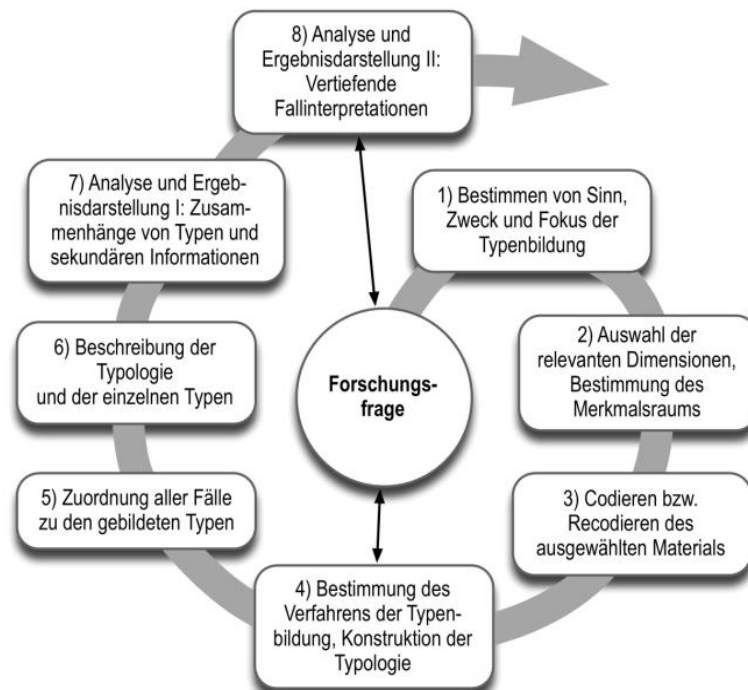 8) Analyse und
Ergebnisdarstellung II:
Vertiefende
Fallinterpretationen
7) Analyse und Ergeb-
nisdarstellung I: Zusam-
menhänge von Typen und
sekundären Informationen
1) Bestimmen von Sinn,
Zweck und Fokus der
Typenbildung
6) Beschreibung der
Typologie
und der einzelnen Typen
Forschungs-
frage
2) Auswahl der
relevanten Dimensionen,
Bestimmung des
Merkmalsraums
5) Zuordnung aller Fälle
zu den gebildeten Typen
3) Codieren bzw.
Recodieren des
ausgewählten Materials
4) Bestimmung des
Verfahrens der Typen-
bildung, Konstruktion der
Typologie